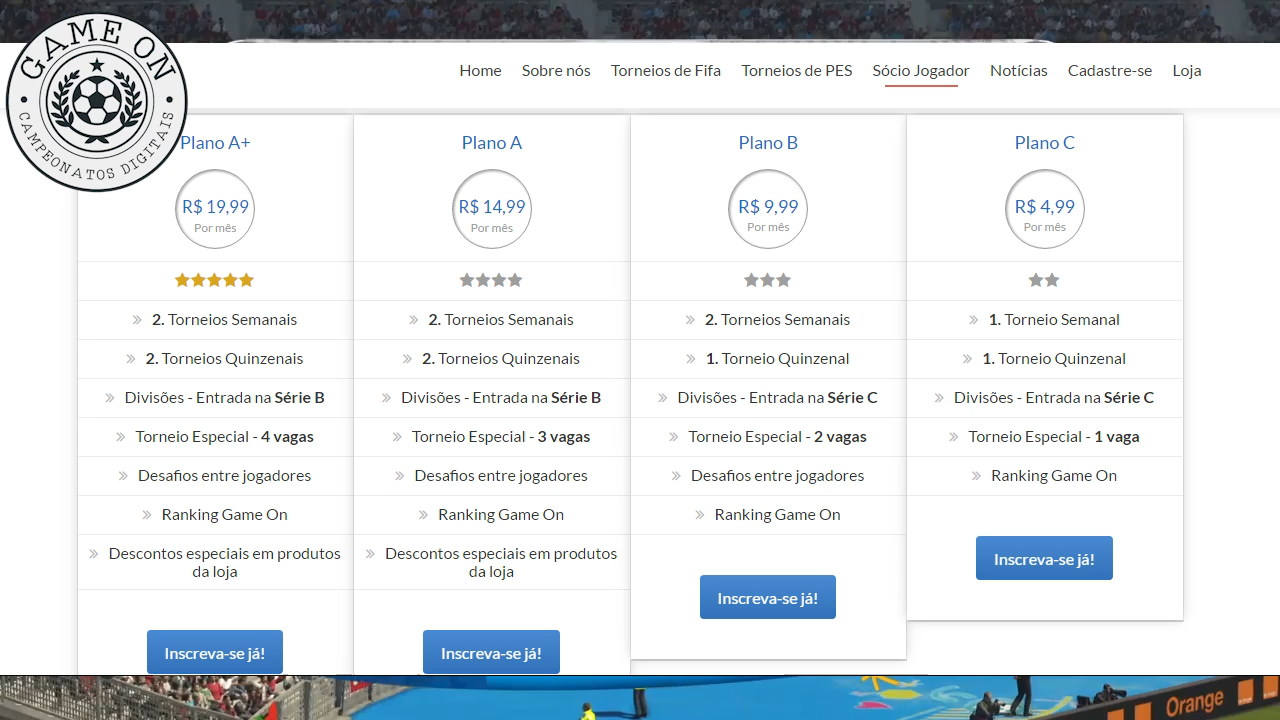 GAME ON
CAMPEONATOS DIGITAIS
Home Sobre nós Torneios de Fifa Torneios de PES Sócio Jogador Notícias Cadastre-se Loja
Plano A+
R$ 19,99
Por mês
2. Torneios Semanais
2. Torneios Quinzenais
Divisões - Entrada na Série B
Torneio Especial - 4 vagas
Desafios entre jogadores
Ranking Game On
Descontos especiais em produtos
da loja
Inscreva-se já!
Plano A
R$ 14,99
Por mês
2. Torneios Semanais
2. Torneios Quinzenais
Divisões - Entrada na Série B
Torneio Especial - 3 vagas
Desafios entre jogadores
Ranking Game On
Descontos especiais em produtos
da loja
Inscreva-se já!
Plano B
R$ 9,99
Por mês
2. Torneios Semanais
1. Torneio Quinzenal
Divisões - Entrada na Série C
Torneio Especial - 2 vagas
Desafios entre jogadores
Ranking Game On
Inscreva-se já!
Plano C
R$ 4,99
Por mês
1. Torneio Semanal
1. Torneio Quinzenal
Divisões - Entrada na Série C
Torneio Especial - 1 vaga
Ranking Game On
Inscreva-se já!
Orange